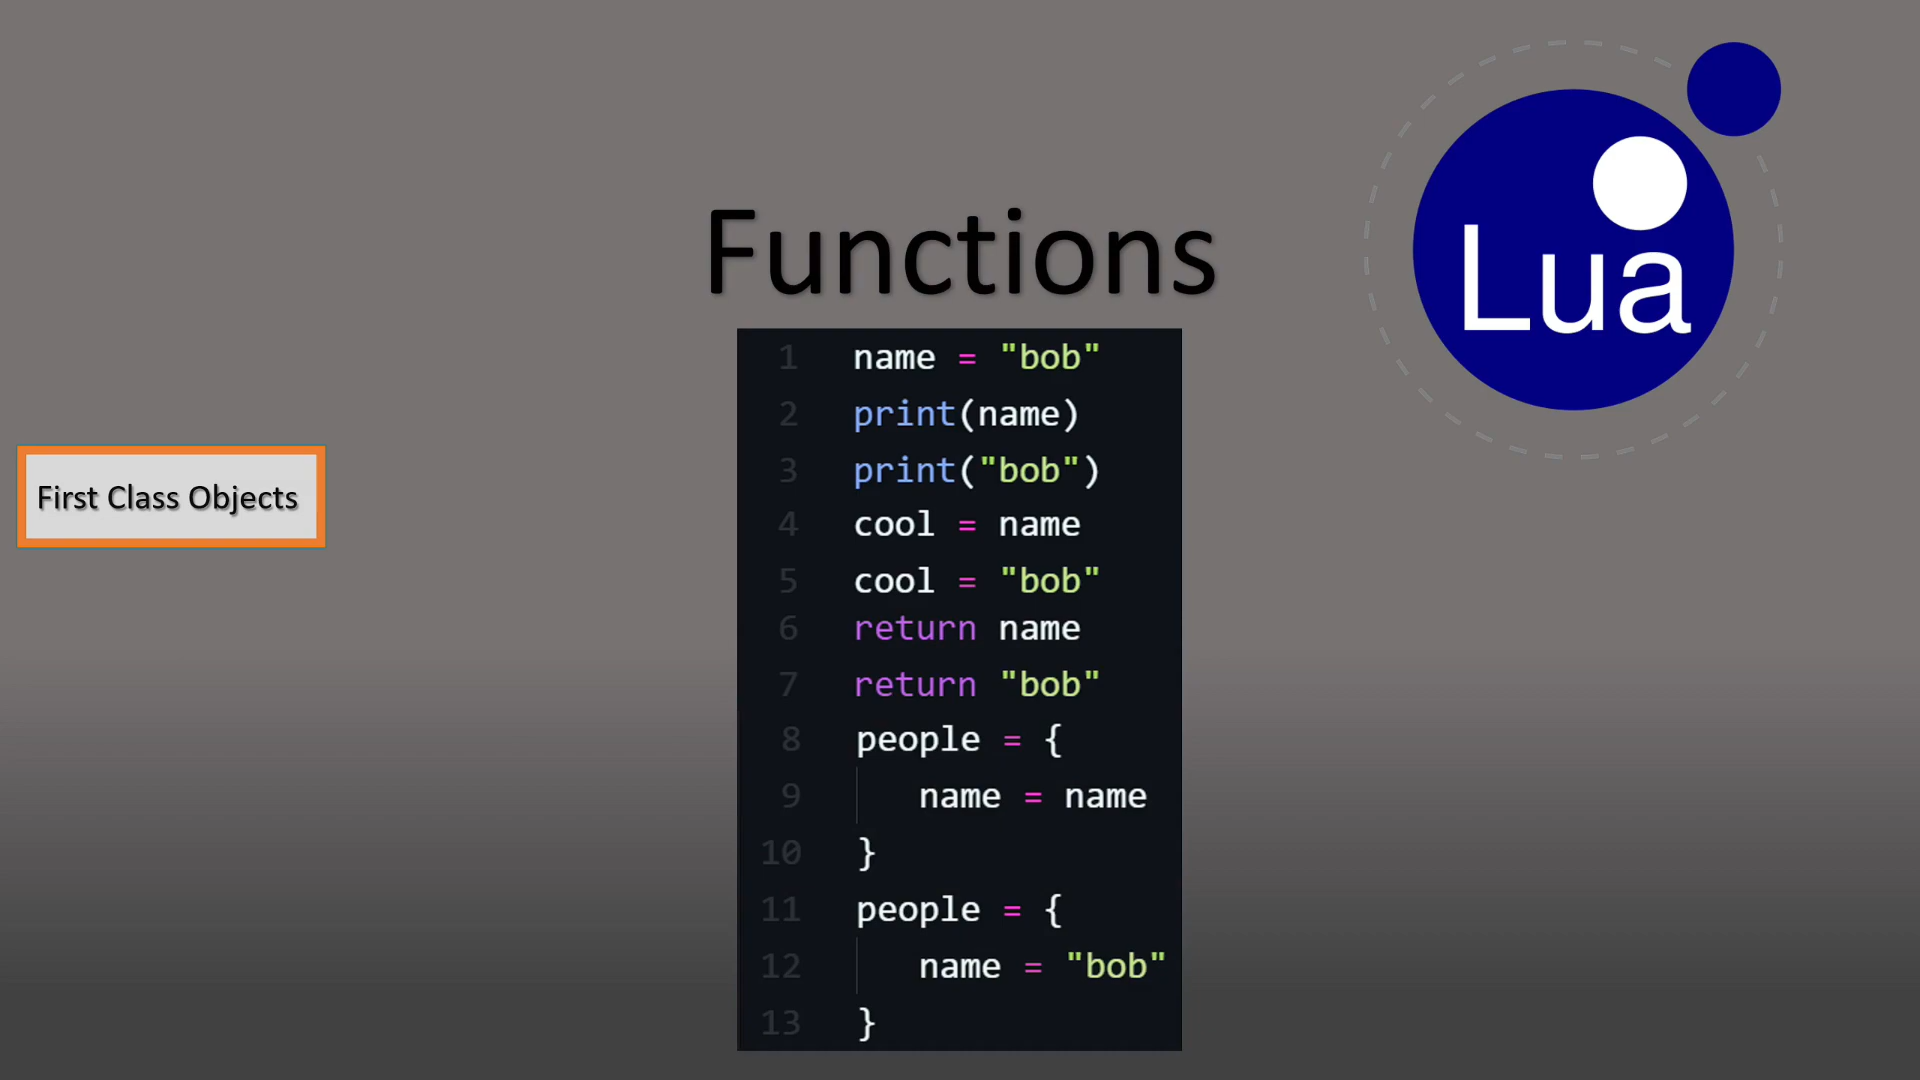 Functions
Lua
First Class Objects
1 name = "bob"
2 print(name)
3 print("bob")
4 cool = name
5 cool = "bob"
6 return name
7 return "bob"
8 people = {
9 name = name
10 }
11 people = {
12 name = "bob"
13 }